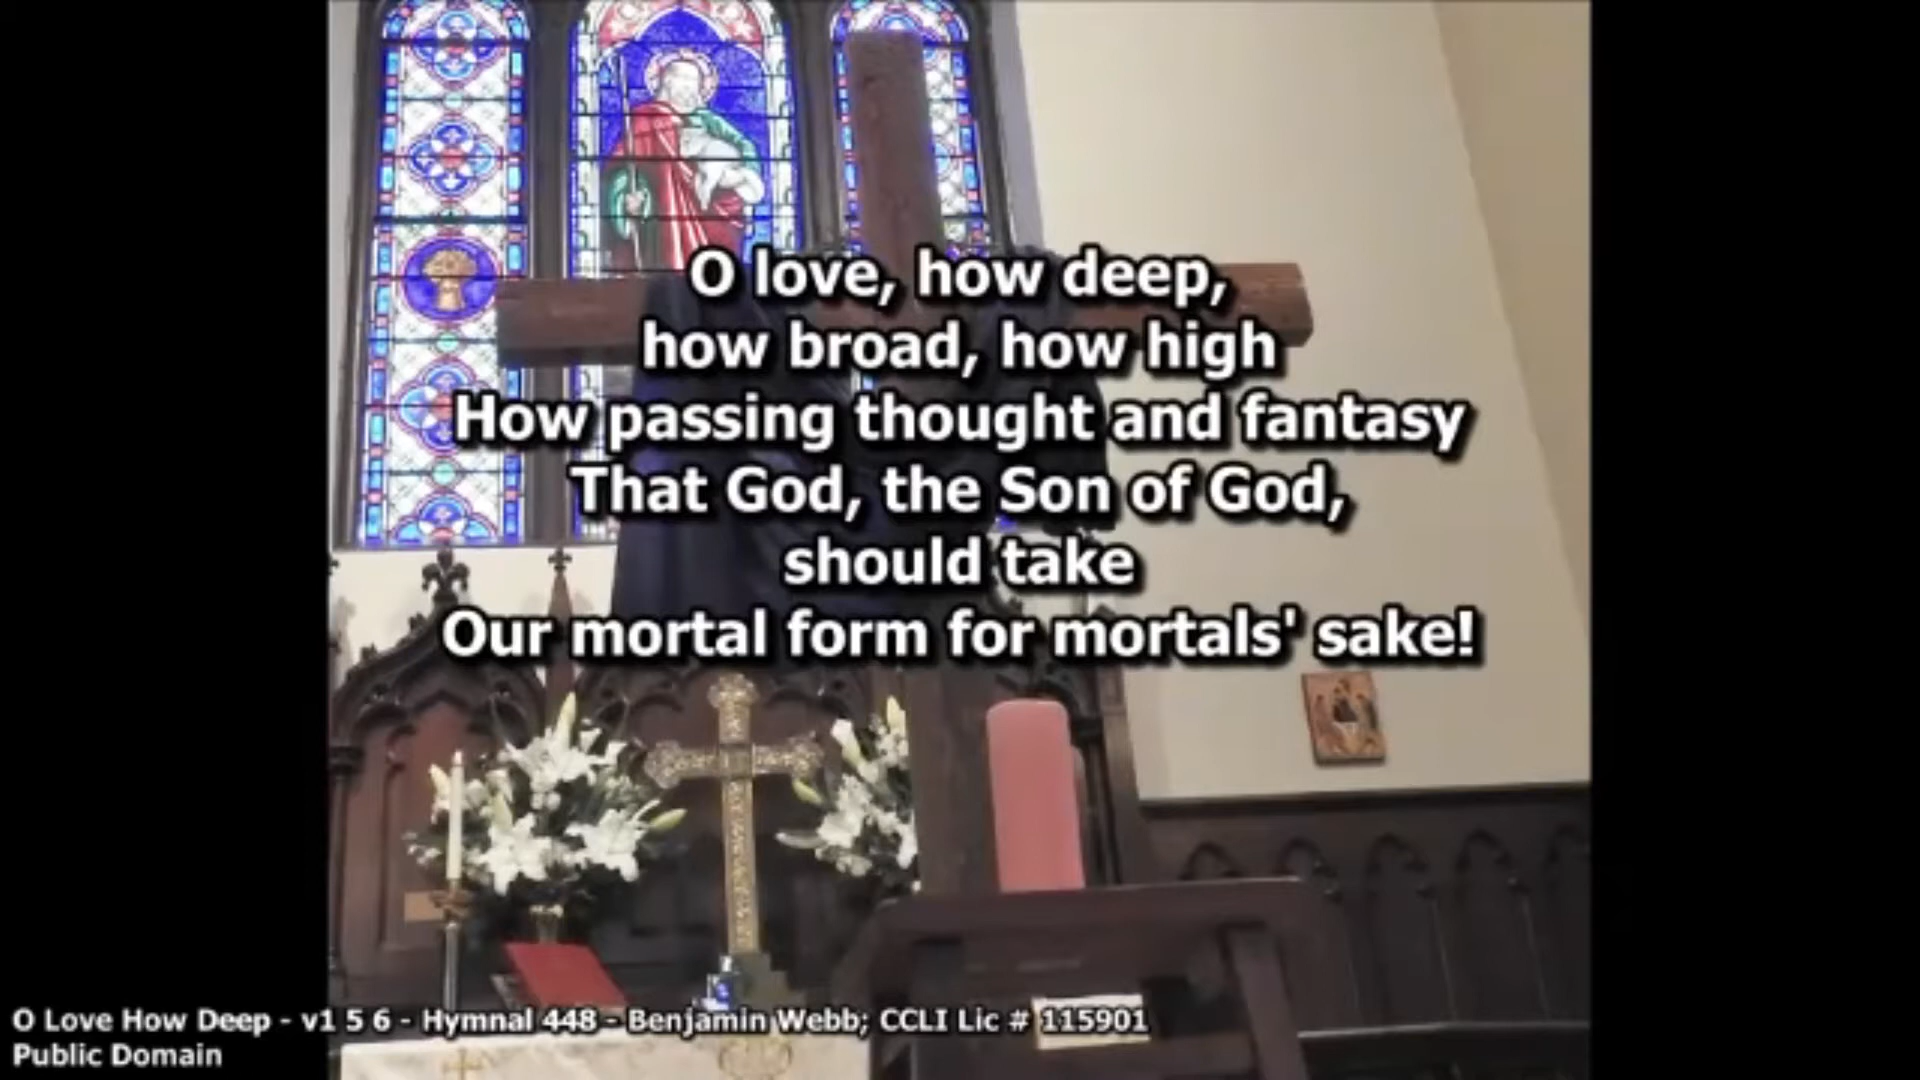 O love, how deep,
how broad, how high
How passing thought and fantasy
That God, the Son of God,
should take
Our mortal form for mortals' sake!
O Love How Deep - v1 5 6 - Hymnal 448 - Benjamin Webb; CCLI Lic # 115901
Public Domain